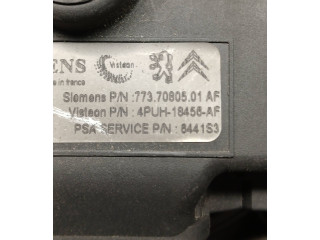 ENS Visteon
e in france
Siemens P/N :773.70805.01 AF
Visteon P/N : 4PUH-18456-AF
PSA SERVICE P/N : 6441S3